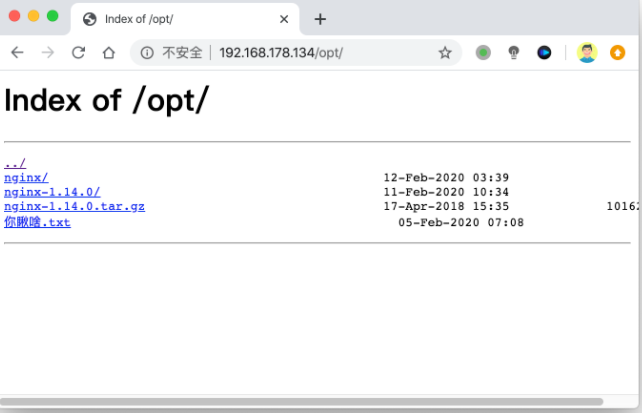 Index of /opt/
不安全 192.168.178.134/opt/
Index of /opt/
../
nginx/ 12-Feb-2020 03:39
nginx-1.14.0/ 11-Feb-2020 10:34
nginx-1.14.0.tar.gz 17-Apr-2018 15:35 10162
你瞅啥.txt 05-Feb-2020 07:08